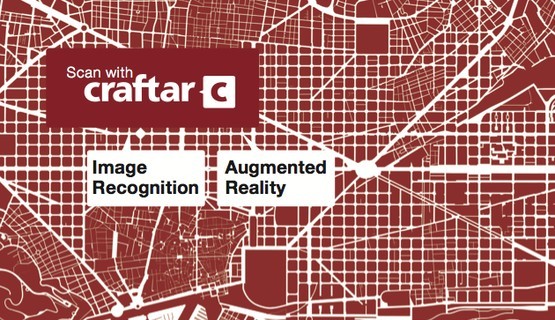 Scan with
craftar C
Image
Recognition
Augmented
Reality